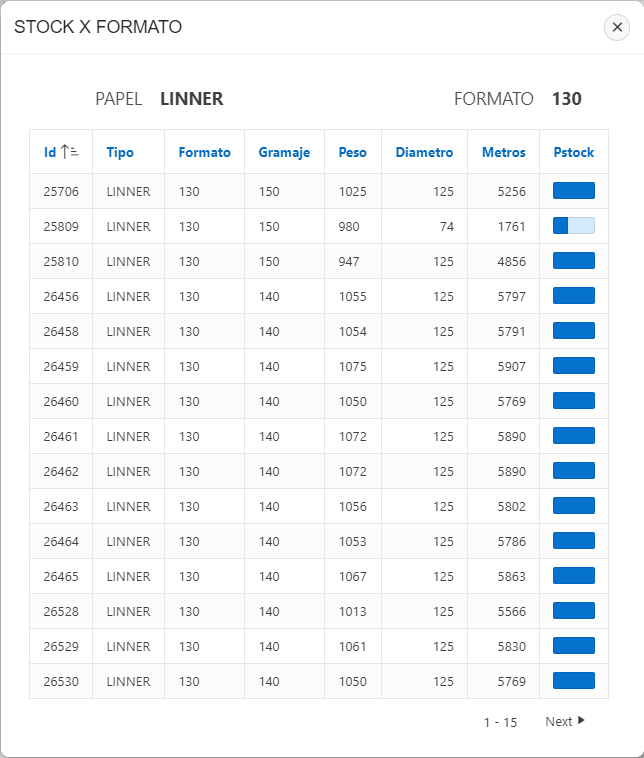 STOCK X FORMATO
PAPEL LINNER FORMATO 130
Id Tipo Formato Gramaje Peso Diametro Metros Pstock
25706 LINNER 130 150 1025 125 5256
25809 LINNER 130 150 980 74 1761
25810 LINNER 130 150 947 125 4856
26456 LINNER 130 140 1055 125 5797
26458 LINNER 130 140 1054 125 5791
26459 LINNER 130 140 1075 125 5907
26460 LINNER 130 140 1050 125 5769
26461 LINNER 130 140 1072 125 5890
26462 LINNER 130 140 1072 125 5890
26463 LINNER 130 140 1056 125 5802
26464 LINNER 130 140 1053 125 5786
26465 LINNER 130 140 1067 125 5863
26528 LINNER 130 140 1013 125 5566
26529 LINNER 130 140 1061 125 5830
26530 LINNER 130 140 1050 125 5769
1 - 15 Next